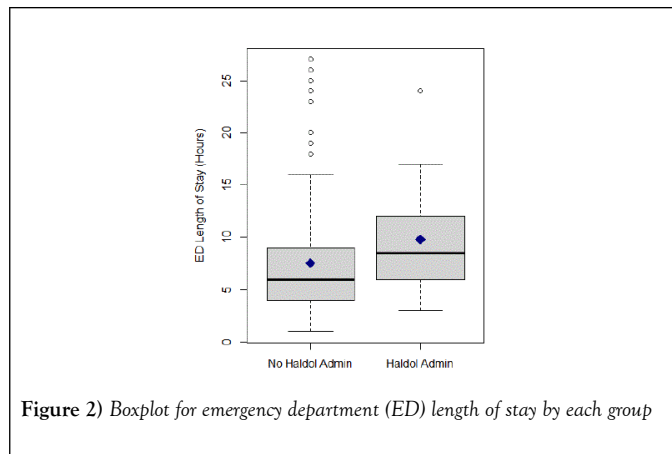 25
20
15
10
5
0
ED Length of Stay (Hours)
No Haldol Admin Haldol Admin
Figure 2) Boxplot for emergency department (ED) length of stay by each group